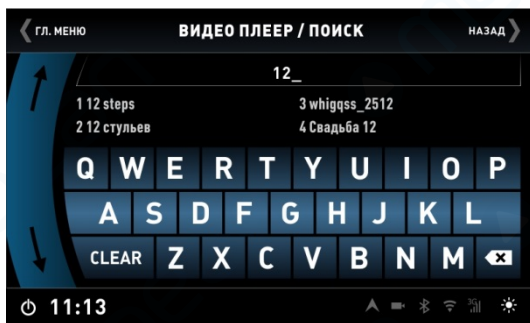 ГЛ. МЕНЮ ВИДЕО ПЛЕЕР / ПОИСК НАЗАД
12_
1 12 steps 3 whigqss_2512
2 12 стульев 4 Свадьба 12
Q W E R T Y U I O P
A S D F G H J K L
CLEAR Z X C V B N M
11:13 3G